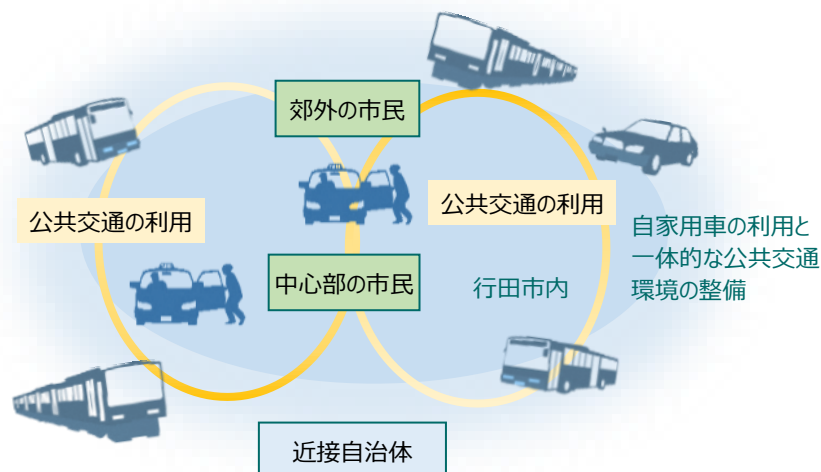 郊外の市民
公共交通の利用
公共交通の利用
自家用車の利用と
一体的な公共交通
環境の整備
中心部の市民
行田市内
近接自治体